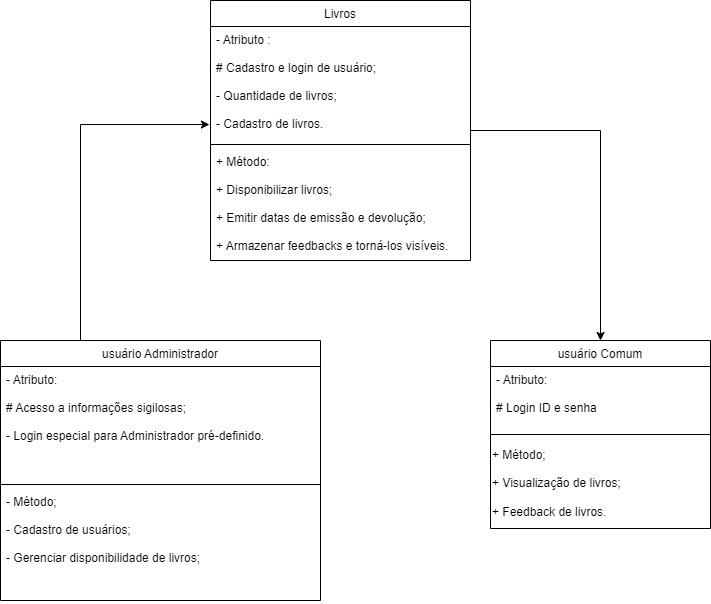 Livros
- Atributo :
# Cadastro e login de usuário;
- Quantidade de livros;
- Cadastro de livros.
+ Método:
+ Disponibilizar livros;
+ Emitir datas de emissão e devolução;
+ Armazenar feedbacks e torná-los visíveis.
usuário Administrador
- Atributo:
# Acesso a informações sigilosas;
- Login especial para Administrador pré-definido.
- Método;
- Cadastro de usuários;
- Gerenciar disponibilidade de livros;
usuário Comum
- Atributo:
# Login ID e senha
+ Método;
+ Visualização de livros;
+ Feedback de livros.